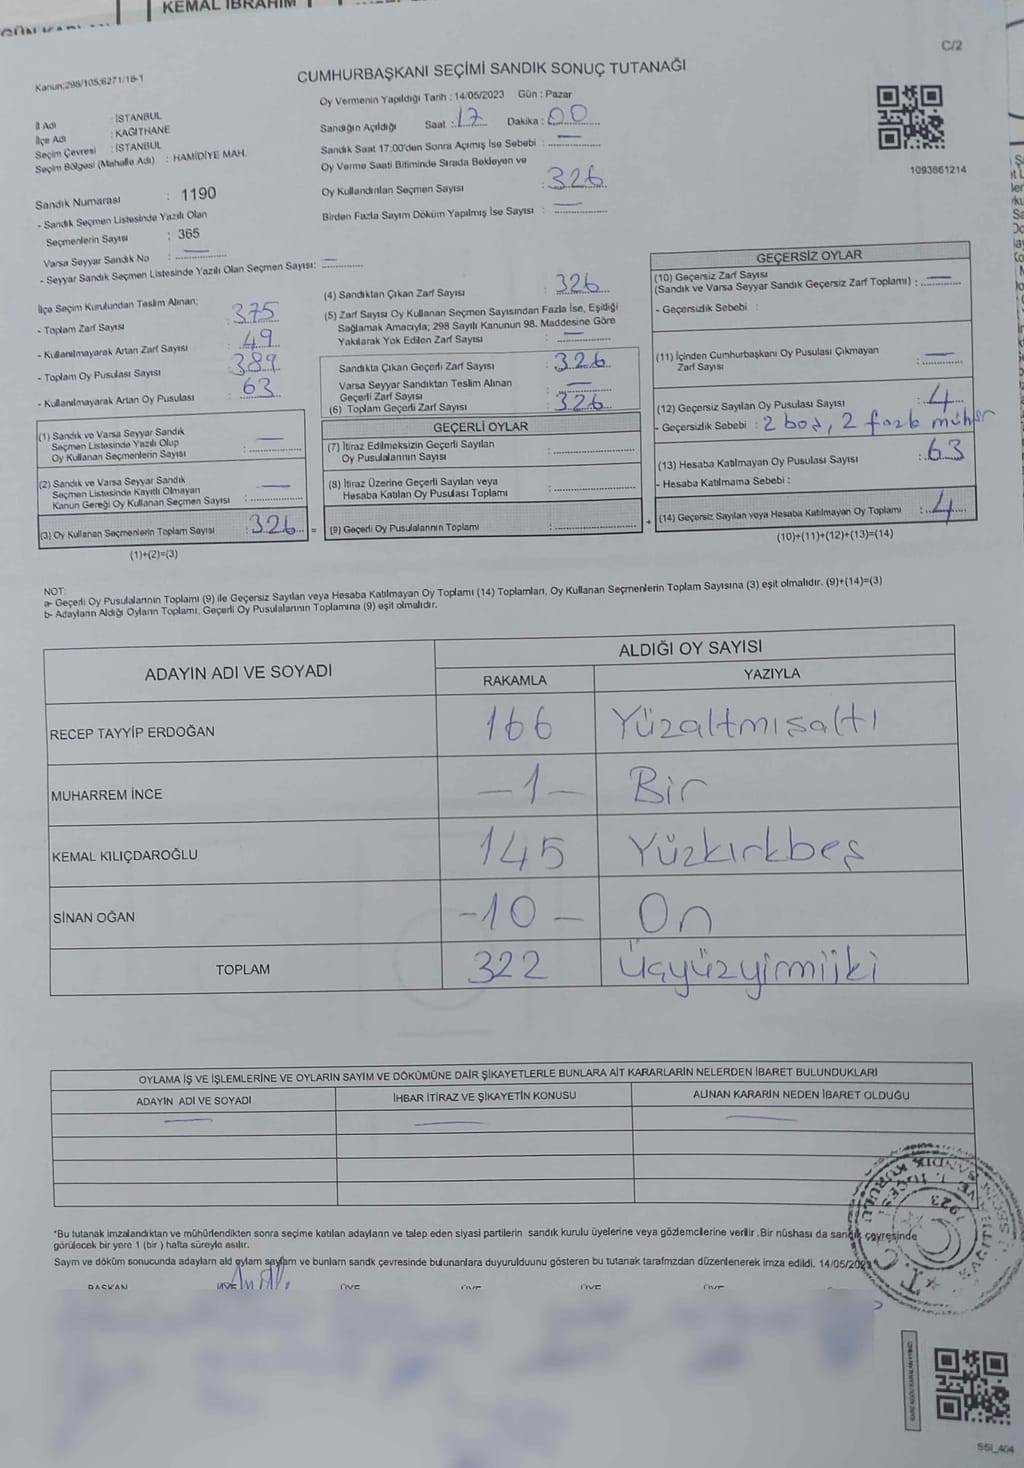 KEMAL İBRAHİM
C/2
Kanun;298/105;6271/18-1
CUMHURBAŞKANI SEÇİMİ SANDIK SONUÇ TUTANAĞI
Oy Vermenin Yapıldığı Tarih : 14/05/2023 Gün : Pazar
İl Adı : İSTANBUL
İlçe Adı : KAĞITHANE
Seçim Çevresi : İSTANBUL
Seçim Bölgesi (Mahalle Adı) : HAMİDİYE MAH.
Sandığın Açıldığı Saat : 17 Dakika : 00
Sandık Saat 17:00'den Sonra Açımış İse Sebebi : —
Oy Verme Saati Bitiminde Sırada Bekleyen ve
Oy Kullandırılan Seçmen Sayısı : 326
Birden Fazla Sayım Döküm Yapılmış İse Sayısı : —
1093661214
Sandık Numarası : 1190
- Sandık Seçmen Listesinde Yazılı Olan
Seçmenlerin Sayısı : 365
Varsa Seyyar Sandık No : —
- Seyyar Sandık Seçmen Listesinde Yazılı Olan Seçmen Sayısı: —
İlçe Seçim Kurulundan Teslim Alınan;
- Toplam Zarf Sayısı : 375
- Kullanılmayarak Artan Zarf Sayısı : 49
- Toplam Oy Pusulası Sayısı : 389
- Kullanılmayarak Artan Oy Pusulası : 63
(4) Sandıktan Çıkan Zarf Sayısı : 326
(5) Zarf Sayısı Oy Kullanan Seçmen Sayısından Fazla İse, Eşitliği
Sağlamak Amacıyla; 298 Sayılı Kanunun 98. Maddesine Göre
Yakılarak Yok Edilen Zarf Sayısı : —
Sandıkta Çıkan Geçerli Zarf Sayısı : 326
Varsa Seyyar Sandıktan Teslim Alınan
Geçerli Zarf Sayısı : —
(6) Toplam Geçerli Zarf Sayısı : 326
GEÇERSİZ OYLAR
(10) Geçersiz Zarf Sayısı
(Sandık ve Varsa Seyyar Sandık Geçersiz Zarf Toplamı) : —
- Geçersizlik Sebebi :
(11) İçinden Cumhurbaşkanı Oy Pusulası Çıkmayan
Zarf Sayısı : —
(12) Geçersiz Sayılan Oy Pusulası Sayısı : 4
- Geçersizlik Sebebi : 2 boş, 2 fazla mühür
(13) Hesaba Katılmayan Oy Pusulası Sayısı : 63
- Hesaba Katılmama Sebebi :
(14) Geçersiz Sayılan veya Hesaba Katılmayan Oy Toplamı : 4
(10)+(11)+(12)+(13)=(14)
(1) Sandık ve Varsa Seyyar Sandık
Seçmen Listesinde Yazılı Olup
Oy Kullanan Seçmenlerin Sayısı : —
(2) Sandık ve Varsa Seyyar Sandık
Seçmen Listesinde Kayıtlı Olmayan
Kanun Gereği Oy Kullanan Seçmen Sayısı : —
(3) Oy Kullanan Seçmenlerin Toplam Sayısı : 326 =
(1)+(2)=(3)
GEÇERLİ OYLAR
(7) İtiraz Edilmeksizin Geçerli Sayılan
Oy Pusulalarının Sayısı :
(8) İtiraz Üzerine Geçerli Sayılan veya
Hesaba Katılan Oy Pusulası Toplamı :
(9) Geçerli Oy Pusulalarının Toplamı : +
NOT:
a- Geçerli Oy Pusulalarının Toplamı (9) ile Geçersiz Sayılan veya Hesaba Katılmayan Oy Toplamı (14) Toplamları, Oy Kullanan Seçmenlerin Toplam Sayısına (3) eşit olmalıdır. (9)+(14)=(3)
b- Adayların Aldığı Oyların Toplamı, Geçerli Oy Pusulalarının Toplamına (9) eşit olmalıdır.
ADAYIN ADI VE SOYADI ALDIĞI OY SAYISI
RAKAMLA YAZIYLA
RECEP TAYYİP ERDOĞAN 166 Yüzaltmışaltı
MUHARREM İNCE -1- Bir
KEMAL KILIÇDAROĞLU 145 Yüzkırkbeş
SİNAN OĞAN -10- On
TOPLAM 322 Üçyüzyirmiiki
OYLAMA İŞ VE İŞLEMLERİNE VE OYLARIN SAYIM VE DÖKÜMÜNE DAİR ŞİKAYETLERLE BUNLARA AİT KARARLARIN NELERDEN İBARET BULUNDUKLARI
ADAYIN ADI VE SOYADI İHBAR İTİRAZ VE ŞİKAYETİN KONUSU ALINAN KARARIN NEDEN İBARET OLDUĞU
— — —
*Bu tutanak imzalandıktan ve mühürlendikten sonra seçime katılan adayların ve talep eden siyasi partilerin sandık kurulu üyelerine veya gözlemcilerine verilir. Bir nüshası da sandık çevresinde
görülecek bir yere 1 (bir ) hafta süreyle asılır.
Sayım ve döküm sonucunda adayların aldığı oyların sayıları ve bunların sandık çevresinde bulunanlara duyurulduğunu gösteren bu tutanak tarafımızdan düzenlenerek imza edildi. 14/05/2023
BAŞKAN ÜYE ÜYE ÜYE ÜYE ÜYE
T.C.
1923
SSI_404